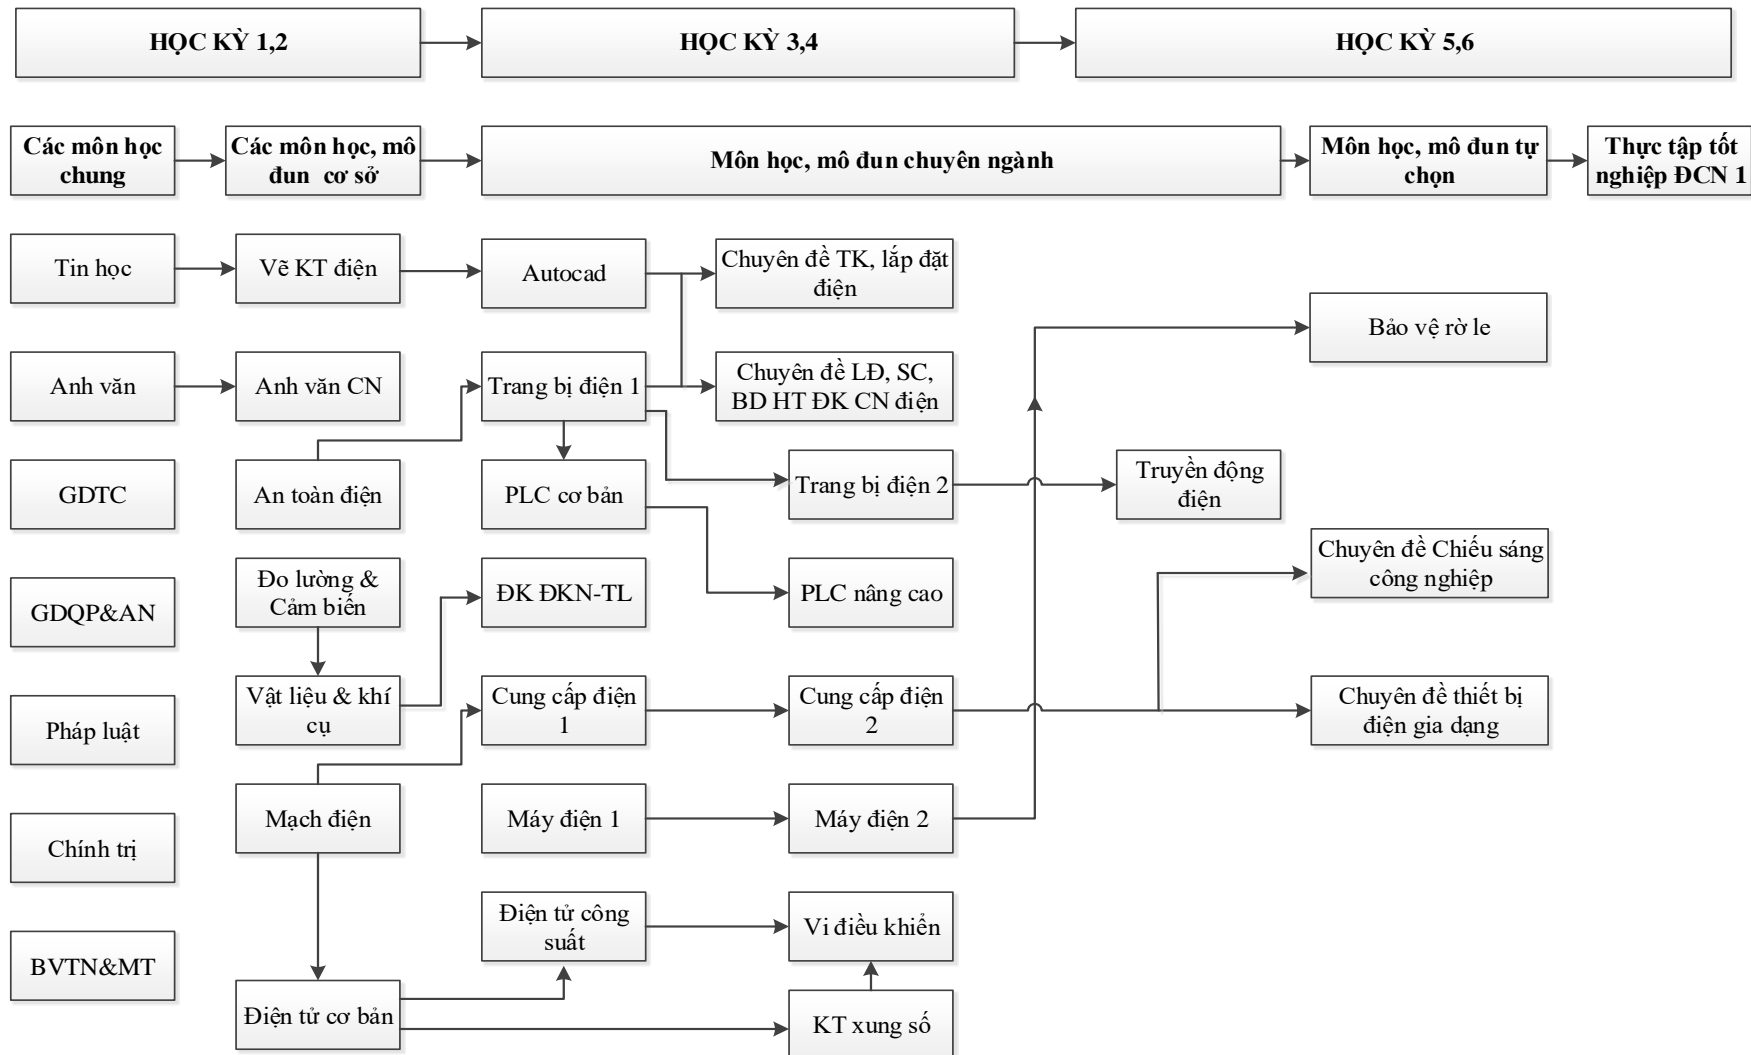 HỌC KỲ 1,2
HỌC KỲ 3,4
HỌC KỲ 5,6
Các môn học
chung
Các môn học, mô
đun cơ sở
Môn học, mô đun chuyên ngành
Môn học, mô đun tự
chọn
Thực tập tốt
nghiệp ĐCN 1
Tin học
Vẽ KT điện
Autocad
Chuyên đề TK, lắp đặt
điện
Bảo vệ rờ le
Anh văn
Anh văn CN
Trang bị điện 1
Chuyên đề LĐ, SC,
BD HT ĐK CN điện
GDTC
An toàn điện
PLC cơ bản
Trang bị điện 2
Truyền động
điện
GDQP&AN
Đo lường &
Cảm biến
ĐK ĐKN-TL
PLC nâng cao
Chuyên đề Chiếu sáng
công nghiệp
Pháp luật
Vật liệu & khí
cụ
Cung cấp điện
1
Cung cấp điện
2
Chuyên đề thiết bị
điện gia dạng
Chính trị
Mạch điện
Máy điện 1
Máy điện 2
BVTN&MT
Điện tử công
suất
Vi điều khiển
Điện tử cơ bản
KT xung số